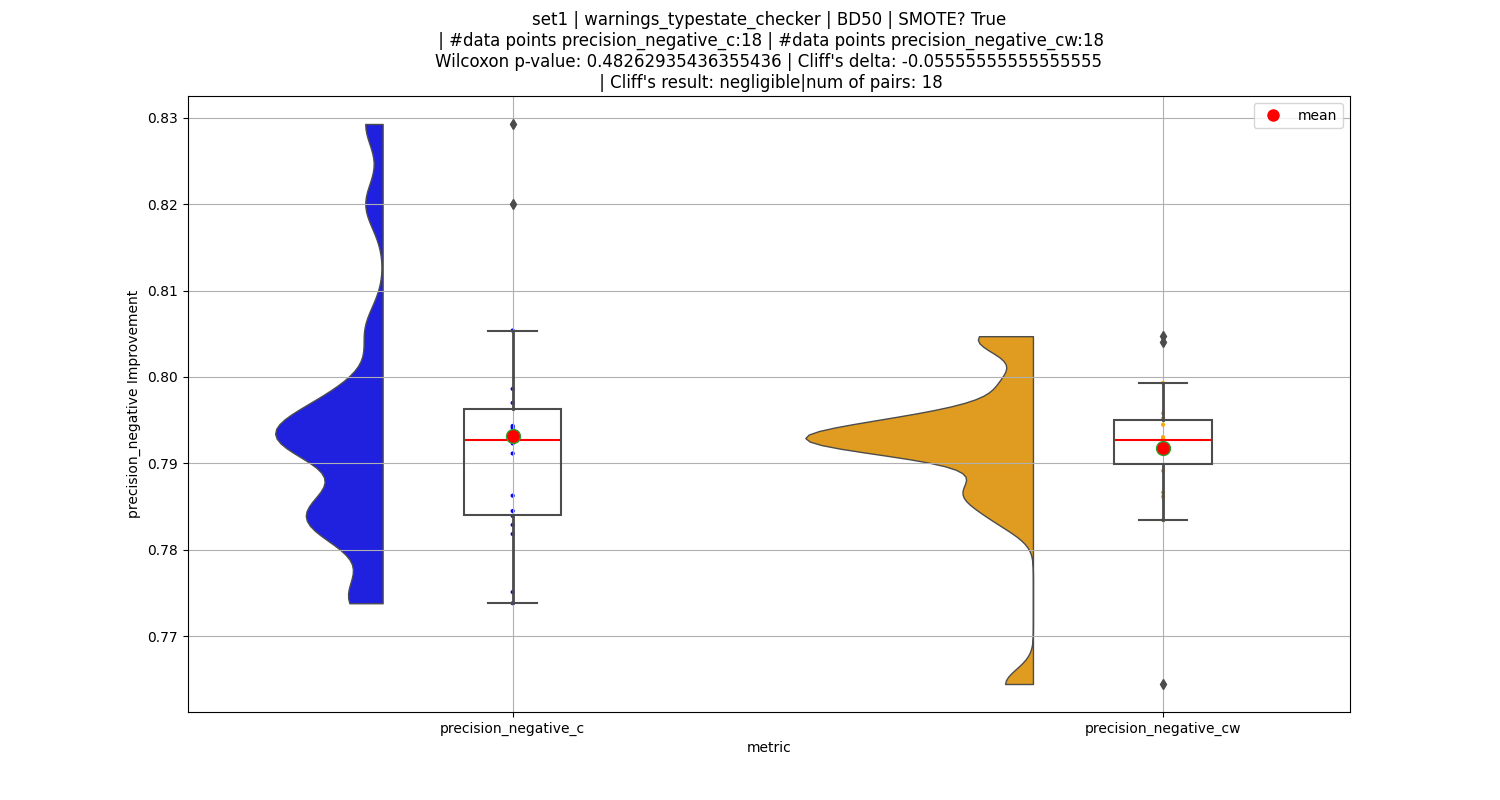 set1 | warnings_typestate_checker | BD50 | SMOTE? True
| #data points precision_negative_c:18 | #data points precision_negative_cw:18
Wilcoxon p-value: 0.48262935436355436 | Cliff's delta: -0.05555555555555555
| Cliff's result: negligible|num of pairs: 18
mean
0.83
0.82
0.81
0.80
0.79
0.78
0.77
precision_negative Improvement
precision_negative_c
precision_negative_cw
metric